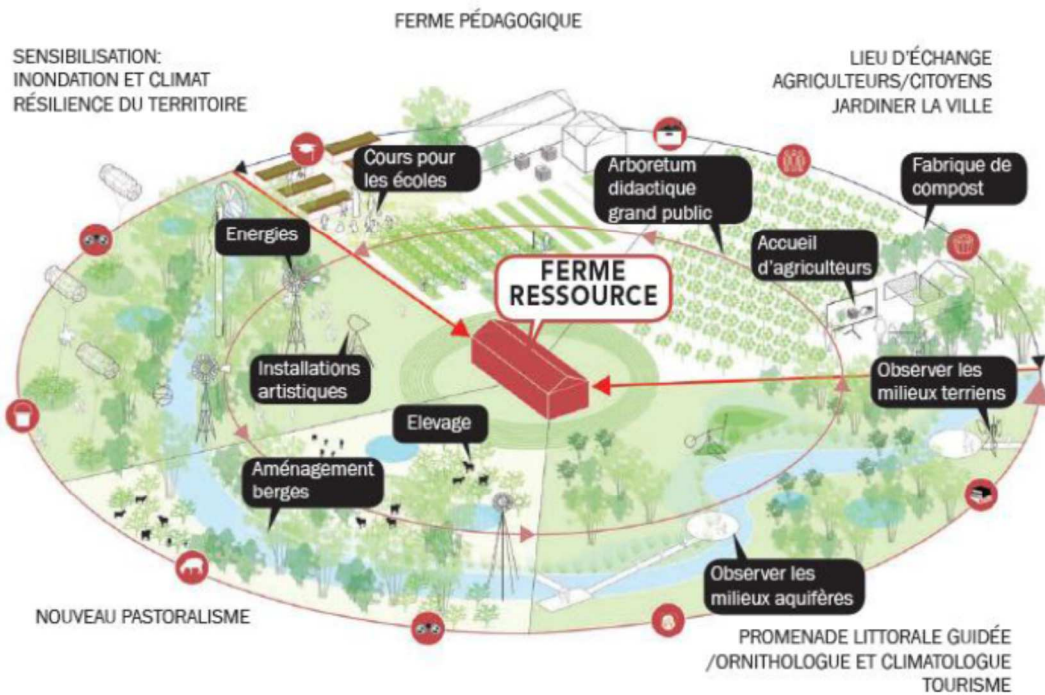 FERME PÉDAGOGIQUE
SENSIBILISATION:
INONDATION ET CLIMAT
RÉSILIENCE DU TERRITOIRE
LIEU D'ÉCHANGE
AGRICULTEURS/CITOYENS
JARDINER LA VILLE
Cours pour
les écoles
Arboretum
didactique
grand public
Fabrique de
compost
Energies
Accueil
d'agriculteurs
FERME
RESSOURCE
Installations
artistiques
Observer les
milieux terriens
Elevage
Aménagement
berges
Observer les
milieux aquifères
NOUVEAU PASTORALISME
PROMENADE LITTORALE GUIDÉE
/ORNITHOLOGUE ET CLIMATOLOGUE
TOURISME